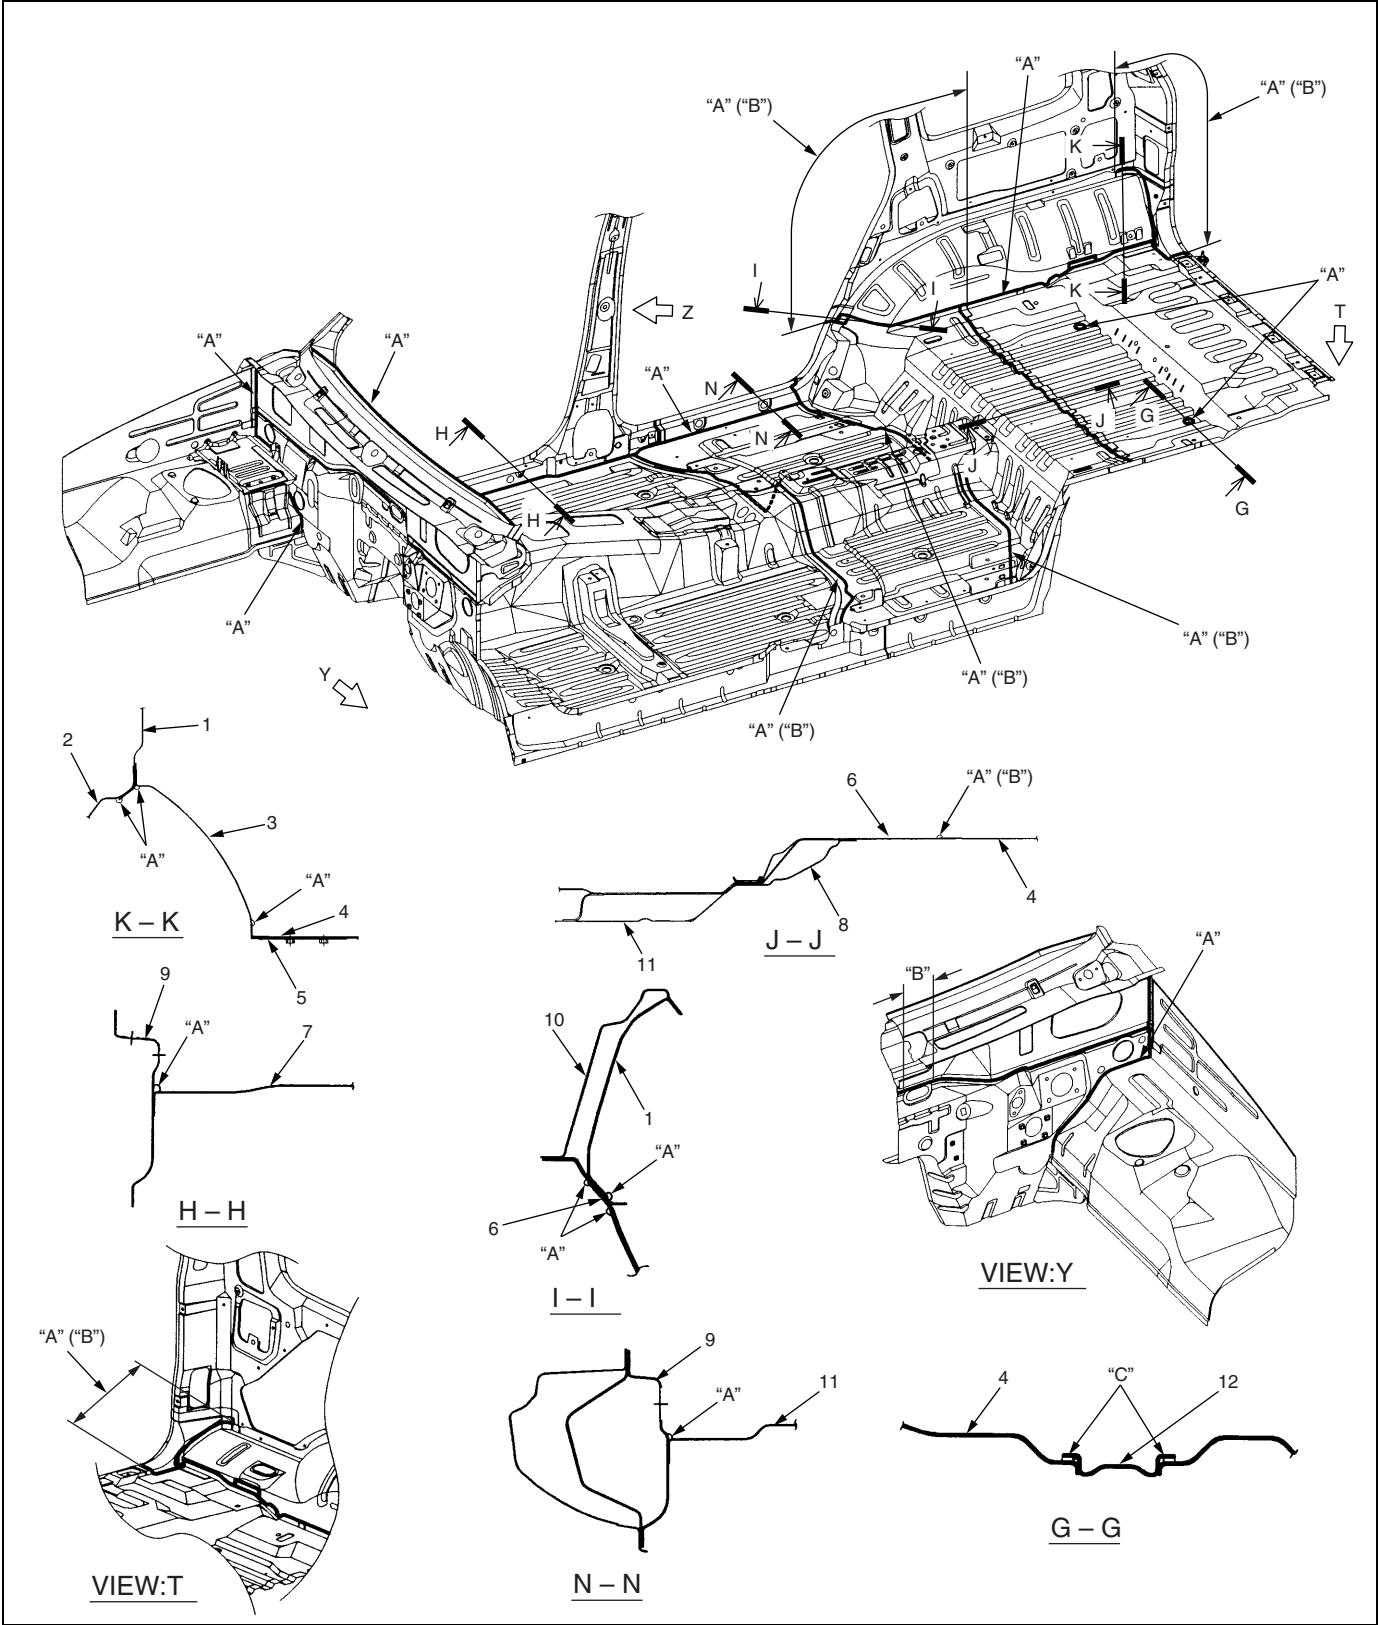 “A”
“A” (“B”)
“A” (“B”)
K
I
I
K
“A”
T
Z
“A”
“A”
“A”
N
N
H
H
J
G
J
G
“A”
“A” (“B”)
“A” (“B”)
“A” (“B”)
Y
1
2
3
“A”
“A”
4
5
K – K
6
“A” (“B”)
4
8
11
J – J
9
“A”
7
H – H
10
1
“A”
6
“A”
I – I
“A”
“B”
VIEW:Y
“A” (“B”)
VIEW:T
9
“A”
11
N – N
4
“C”
12
G – G